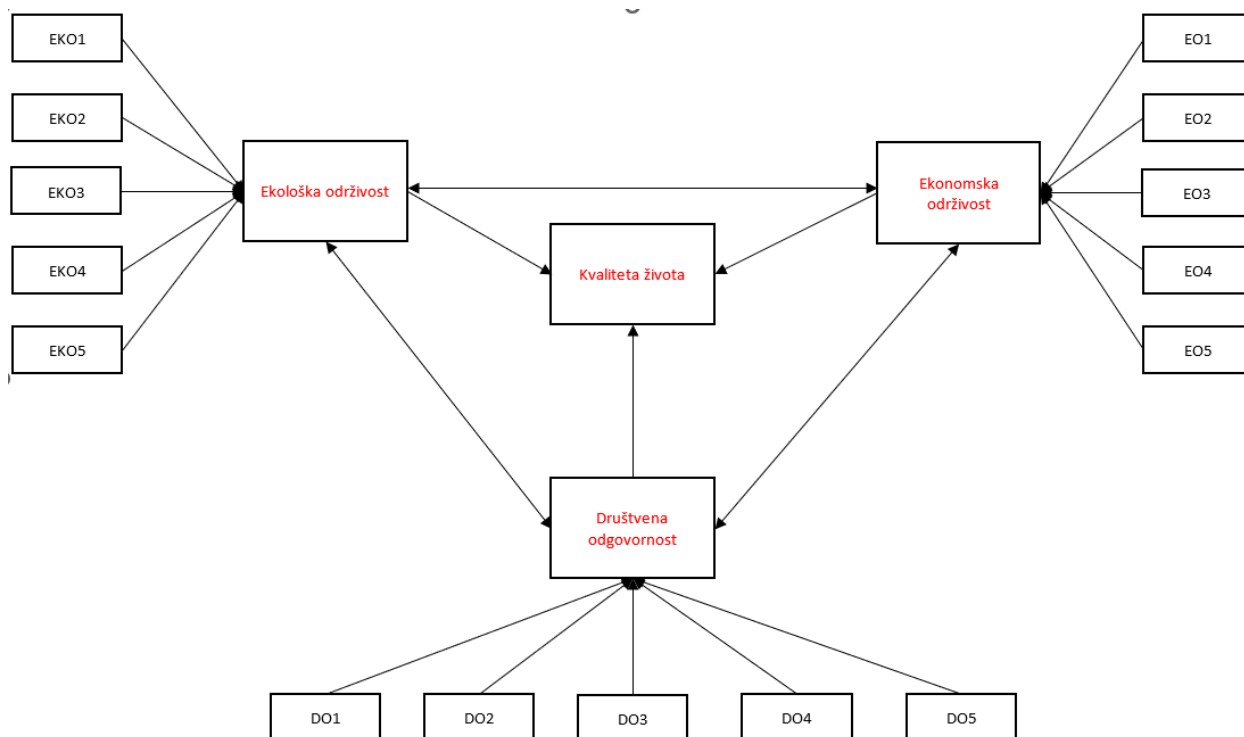 EKO1
EKO2
EKO3
EKO4
EKO5
Ekološka održivost
Kvaliteta života
Ekonomska
održivost
EO1
EO2
EO3
EO4
EO5
Društvena
odgovornost
DO1
DO2
DO3
DO4
DO5